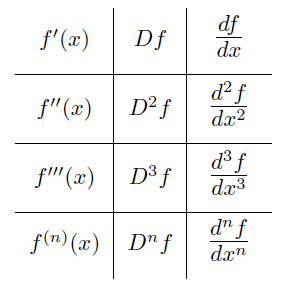 f′(x) Df df/dx
f″(x) D²f d²f/dx²
f‴(x) D³f d³f/dx³
f⁽ⁿ⁾(x) Dⁿf dⁿf/dxⁿ